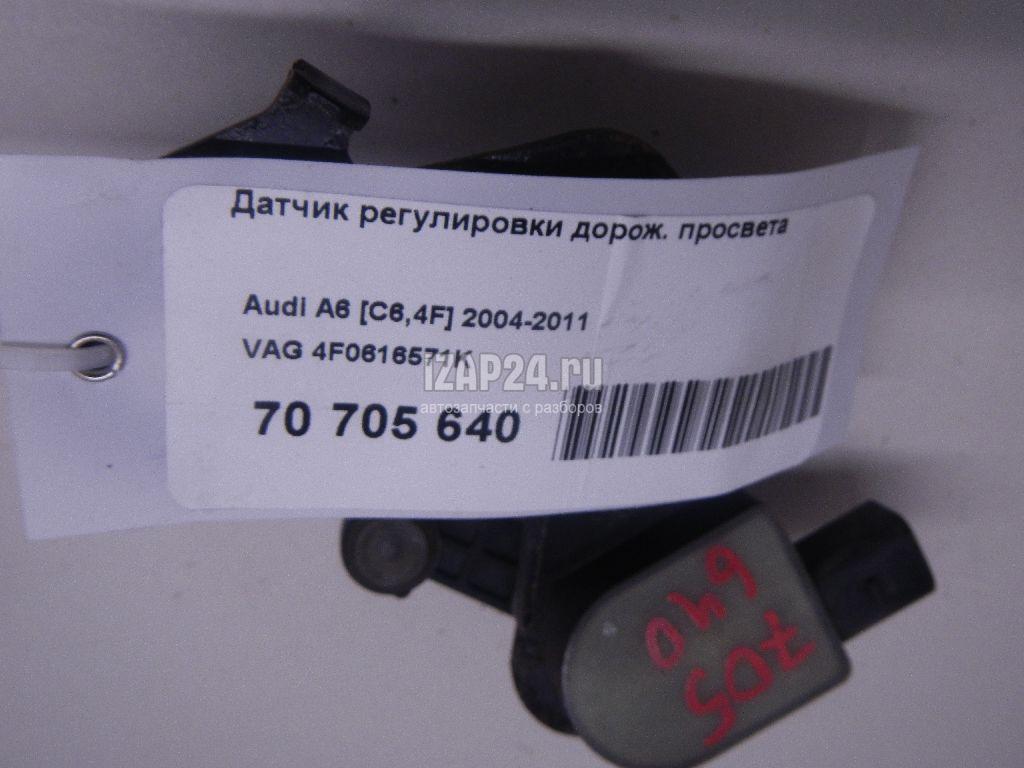 Датчик регулировки дорож. просвета
Audi A6 [C6,4F] 2004-2011
VAG 4F0616571K
IZAP24.ru
автозапчасти с разборов
70 705 640
705
640